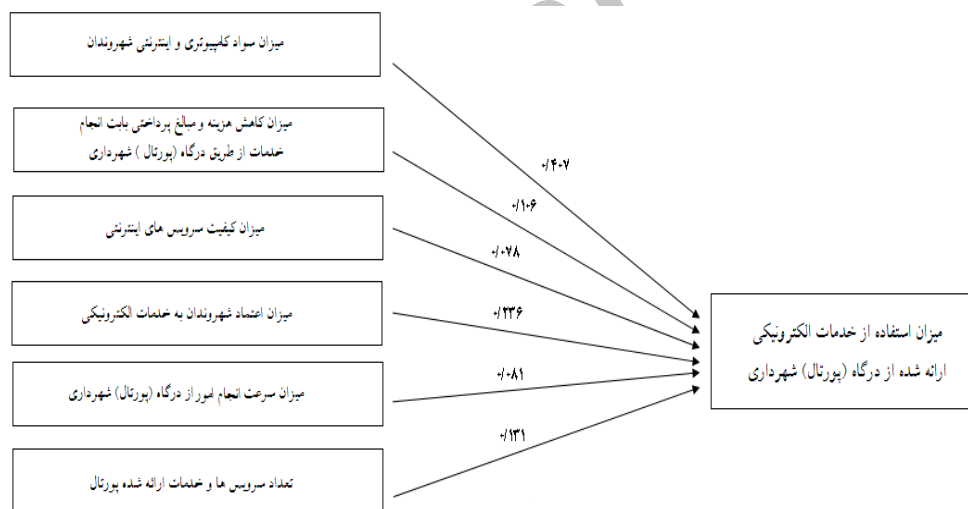 میزان سواد کامپیوتری و اینترنتی شهروندان
میزان کاهش هزینه و مبالغ پرداختی بابت انجام
خدمات از طریق درگاه (پورتال ) شهرداری
میزان کیفیت سرویس های اینترنتی
میزان اعتماد شهروندان به خدمات الکترونیکی
میزان سرعت انجام امور از درگاه (پورتال) شهرداری
تعداد سرویس ها و خدمات ارائه شده پورتال
۰/۴۰۷
۰/۱۰۶
۰/۰۷۸
۰/۲۳۶
۰/۰۸۱
۰/۱۳۱
میزان استفاده از خدمات الکترونیکی
ارائه شده از درگاه (پورتال) شهرداری